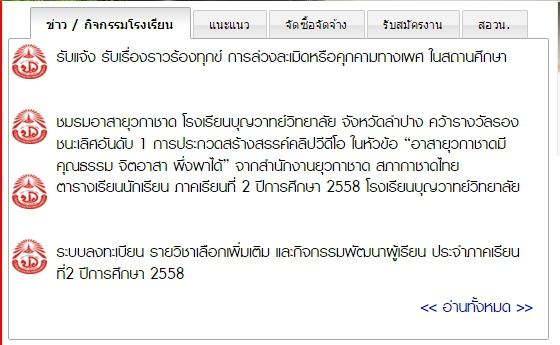 ข่าว / กิจกรรมโรงเรียน แนะแนว จัดซื้อจัดจ้าง รับสมัครงาน สอวน.
รับแจ้ง รับเรื่องราวร้องทุกข์ การล่วงละเมิดหรือคุกคามทางเพศ ในสถานศึกษา
ชมรมอาสายุวกาชาด โรงเรียนบุญวาทย์วิทยาลัย จังหวัดลำปาง คว้ารางวัลรอง
ชนะเลิศอันดับ 1 การประกวดสร้างสรรค์คลิปวีดีโอ ในหัวข้อ “อาสายุวกาชาดมี
คุณธรรม จิตอาสา พึ่งพาได้” จากสำนักงานยุวกาชาด สภากาชาดไทย
ตารางเรียนนักเรียน ภาคเรียนที่ 2 ปีการศึกษา 2558 โรงเรียนบุญวาทย์วิทยาลัย
ระบบลงทะเบียน รายวิชาเลือกเพิ่มเติม และกิจกรรมพัฒนาผู้เรียน ประจำภาคเรียน
ที่2 ปีการศึกษา 2558
<< อ่านทั้งหมด >>